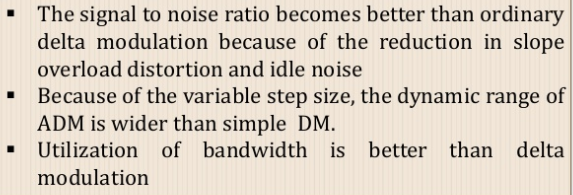 ▪ The signal to noise ratio becomes better than ordinary
delta modulation because of the reduction in slope
overload distortion and idle noise
▪ Because of the variable step size, the dynamic range of
ADM is wider than simple DM.
▪ Utilization of bandwidth is better than delta
modulation